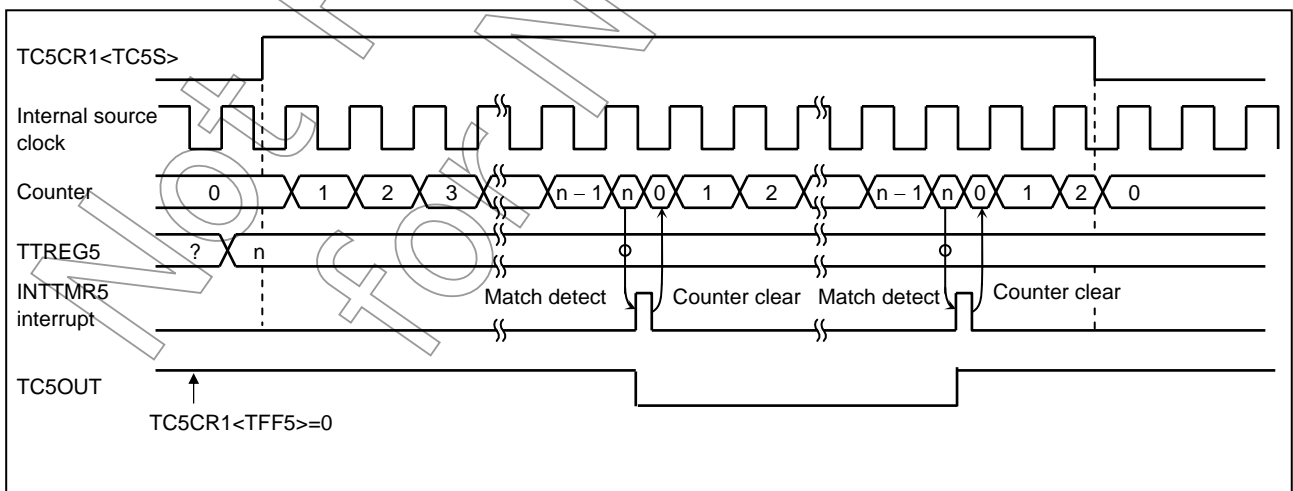 TC5CR1<TC5S>
Internal source
clock
Counter
0 1 2 3 n − 1 n 0 1 2 n − 1 n 0 1 2 0
TTREG5
? n
INTTMR5
interrupt
Match detect Counter clear Match detect Counter clear
TC5OUT
TC5CR1<TFF5>=0